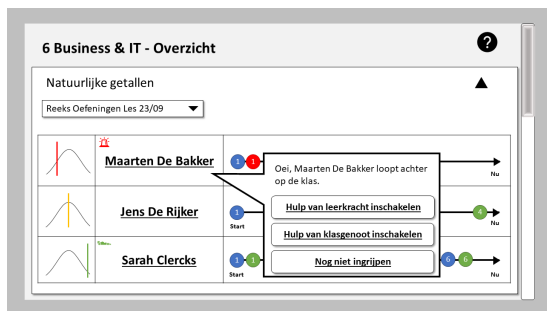 6 Business & IT - Overzicht
?
Natuurlijke getallen
Reeks Oefeningen Les 23/09
Maarten De Bakker
1 1
Nu
Oei, Maarten De Bakker loopt achter
op de klas.
Hulp van leerkracht inschakelen
Hulp van klasgenoot inschakelen
Nog niet ingrijpen
Jens De Rijker
1
Start
4
Nu
Sarah Clercks
1 1
Start
6 6
Nu